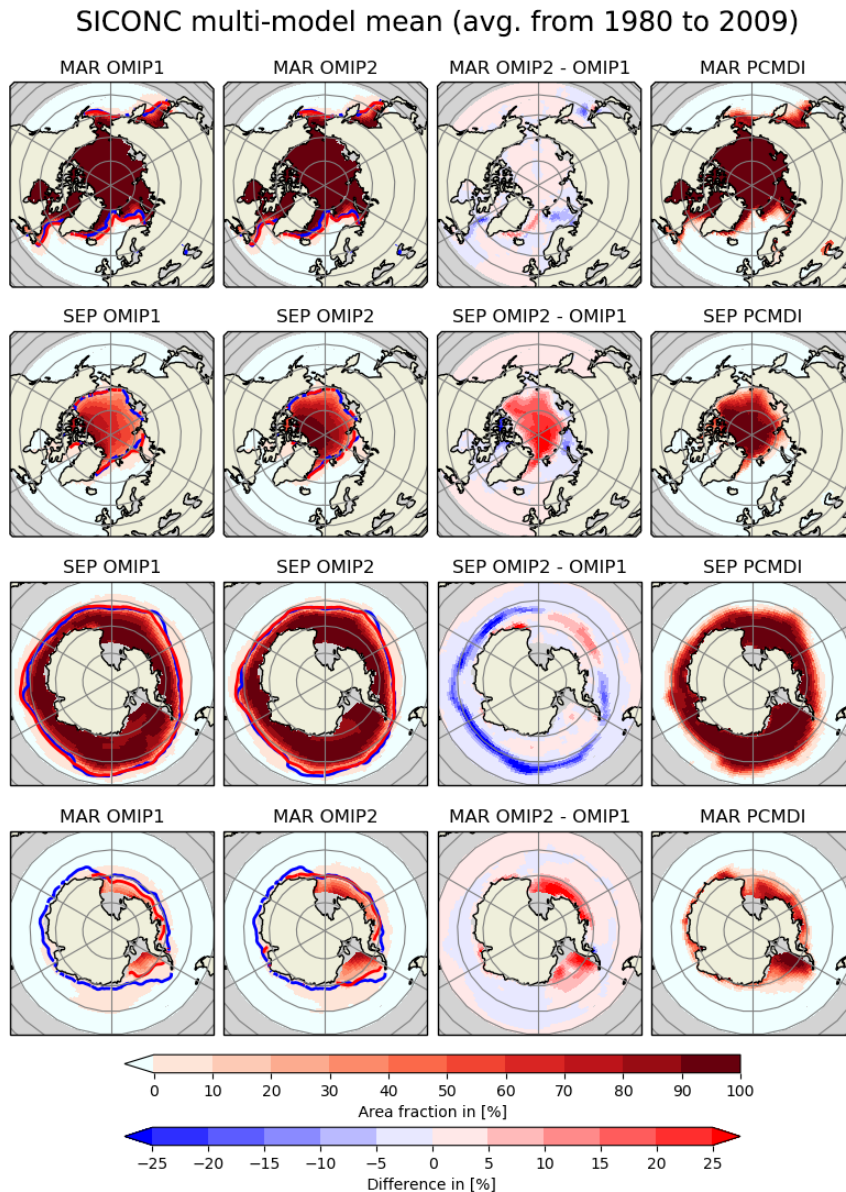 SICONC multi-model mean (avg. from 1980 to 2009)
MAR OMIP1 MAR OMIP2 MAR OMIP2 - OMIP1 MAR PCMDI
SEP OMIP1 SEP OMIP2 SEP OMIP2 - OMIP1 SEP PCMDI
SEP OMIP1 SEP OMIP2 SEP OMIP2 - OMIP1 SEP PCMDI
MAR OMIP1 MAR OMIP2 MAR OMIP2 - OMIP1 MAR PCMDI
0 10 20 30 40 50 60 70 80 90 100
Area fraction in [%]
−25 −20 −15 −10 −5 0 5 10 15 20 25
Difference in [%]